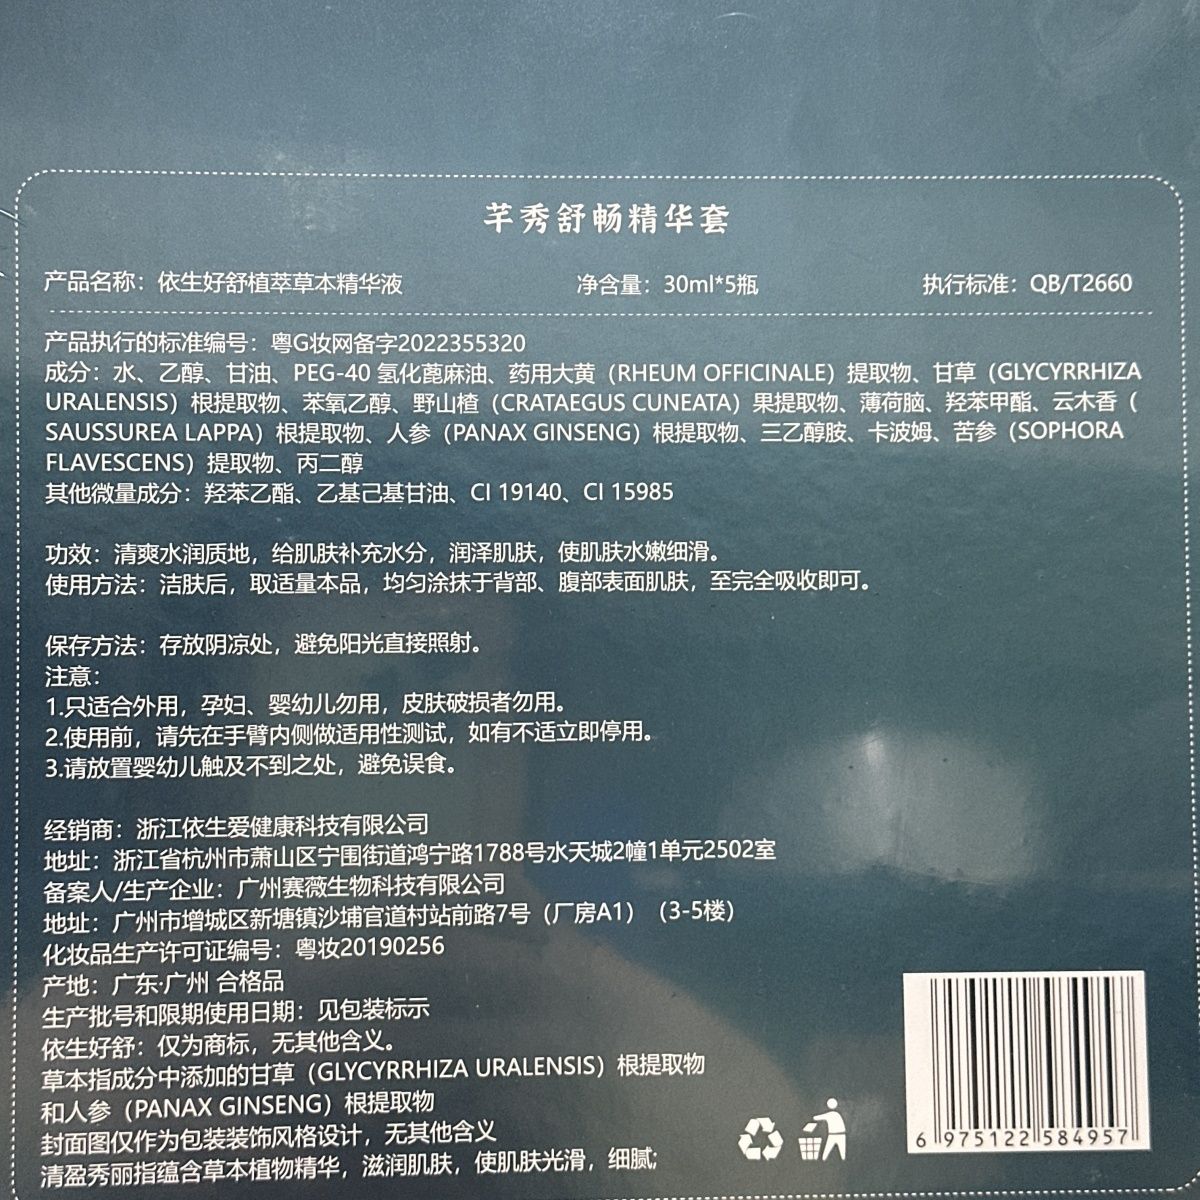 芊秀舒畅精华套
产品名称：依生好舒植萃草本精华液 净含量：30ml*5瓶 执行标准：QB/T2660
产品执行的标准编号：粤G妆网备字2022355320
成分：水、乙醇、甘油、PEG-40 氢化蓖麻油、药用大黄（RHEUM OFFICINALE）提取物、甘草（GLYCYRRHIZA
URALENSIS）根提取物、苯氧乙醇、野山楂（CRATAEGUS CUNEATA）果提取物、薄荷脑、羟苯甲酯、云木香（
SAUSSUREA LAPPA）根提取物、人参（PANAX GINSENG）根提取物、三乙醇胺、卡波姆、苦参（SOPHORA
FLAVESCENS）提取物、丙二醇
其他微量成分：羟苯乙酯、乙基己基甘油、CI 19140、CI 15985
功效：清爽水润质地，给肌肤补充水分，润泽肌肤，使肌肤水嫩细滑。
使用方法：洁肤后，取适量本品，均匀涂抹于背部、腹部表面肌肤，至完全吸收即可。
保存方法：存放阴凉处，避免阳光直接照射。
注意：
1.只适合外用，孕妇、婴幼儿勿用，皮肤破损者勿用。
2.使用前，请先在手臂内侧做适用性测试，如有不适立即停用。
3.请放置婴幼儿触及不到之处，避免误食。
经销商：浙江依生爱健康科技有限公司
地址：浙江省杭州市萧山区宁围街道鸿宁路1788号水天城2幢1单元2502室
备案人/生产企业：广州赛薇生物科技有限公司
地址：广州市增城区新塘镇沙埔官道村站前路7号（厂房A1）（3-5楼）
化妆品生产许可证编号：粤妆20190256
产地：广东·广州 合格品
生产批号和限期使用日期：见包装标示
依生好舒：仅为商标，无其他含义。
草本指成分中添加的甘草（GLYCYRRHIZA URALENSIS）根提取物
和人参（PANAX GINSENG）根提取物
封面图仅作为包装装饰风格设计，无其他含义
清盈秀丽指蕴含草本植物精华，滋润肌肤，使肌肤光滑，细腻;
6 975122 584957